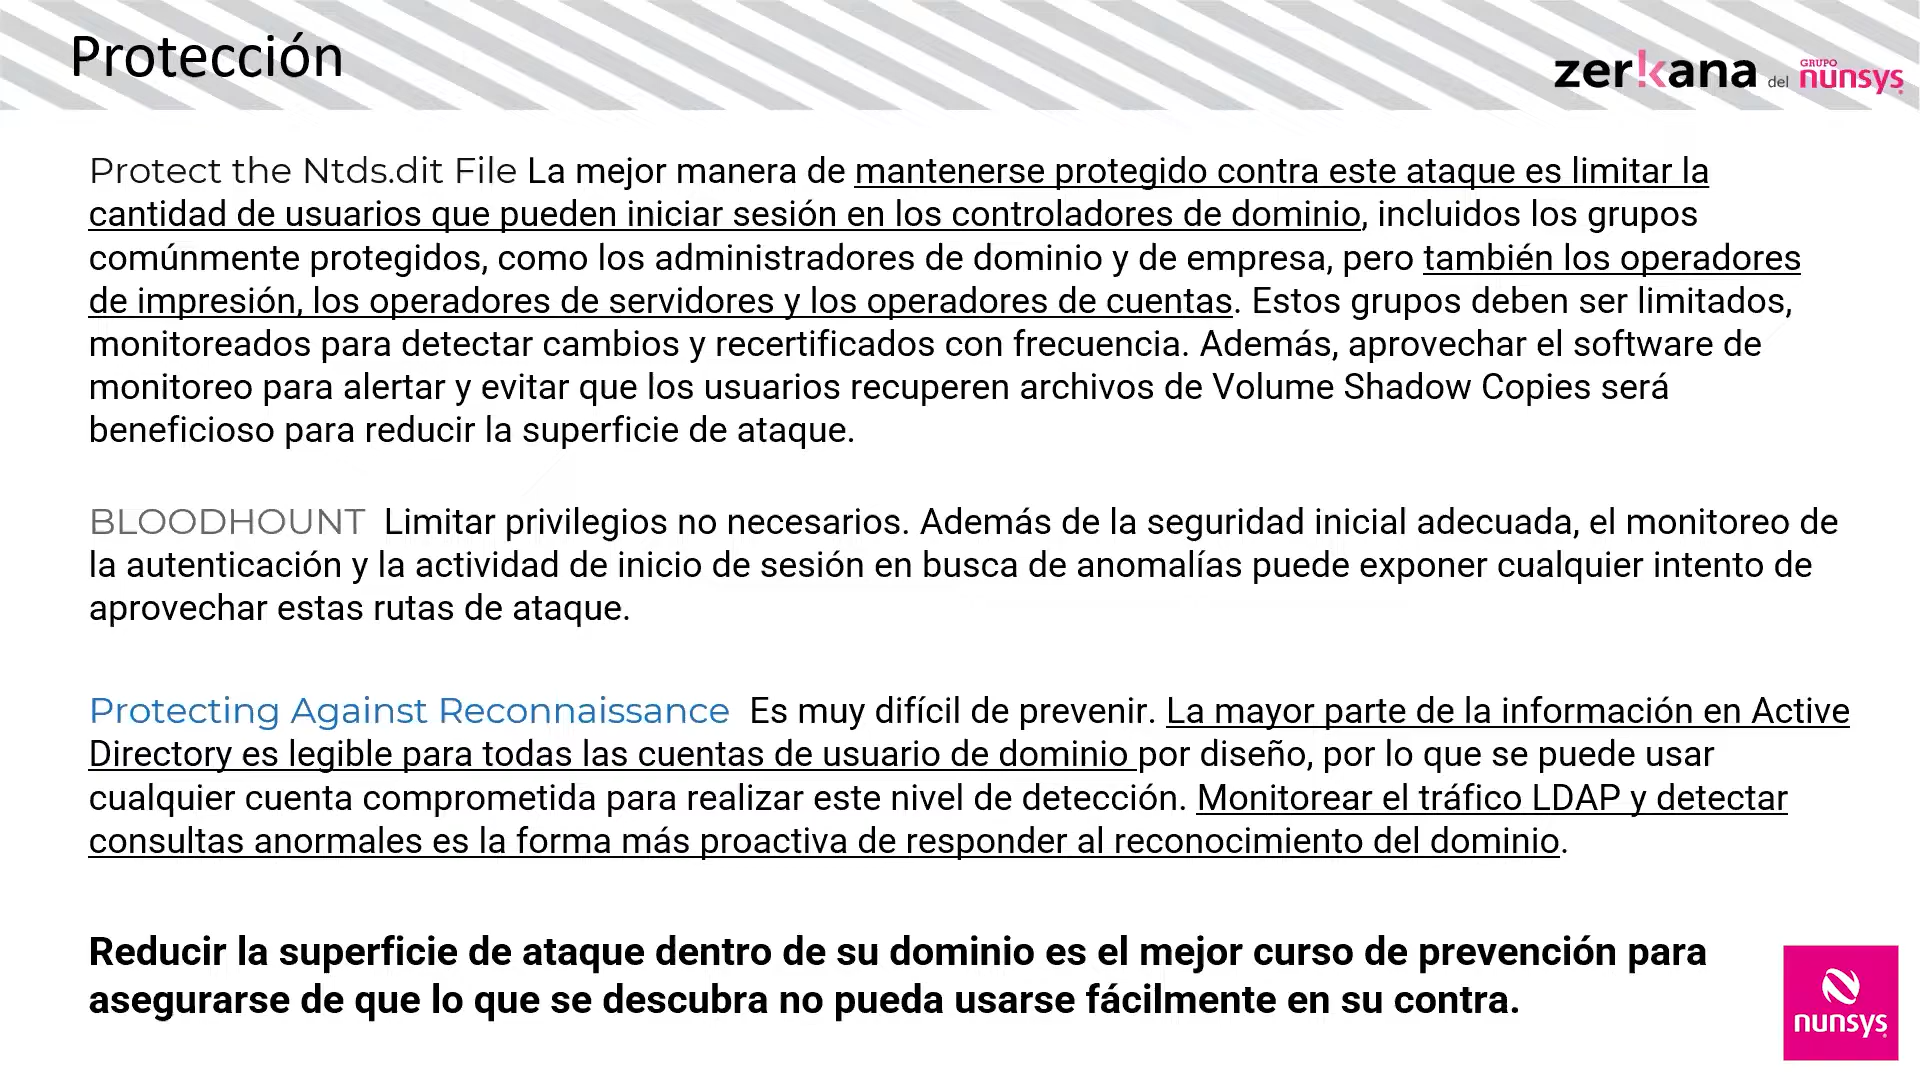 Protección
zer!kana del GRUPO nunsys
Protect the Ntds.dit File La mejor manera de mantenerse protegido contra este ataque es limitar la
cantidad de usuarios que pueden iniciar sesión en los controladores de dominio, incluidos los grupos
comúnmente protegidos, como los administradores de dominio y de empresa, pero también los operadores
de impresión, los operadores de servidores y los operadores de cuentas. Estos grupos deben ser limitados,
monitoreados para detectar cambios y recertificados con frecuencia. Además, aprovechar el software de
monitoreo para alertar y evitar que los usuarios recuperen archivos de Volume Shadow Copies será
beneficioso para reducir la superficie de ataque.
BLOODHOUNT Limitar privilegios no necesarios. Además de la seguridad inicial adecuada, el monitoreo de
la autenticación y la actividad de inicio de sesión en busca de anomalías puede exponer cualquier intento de
aprovechar estas rutas de ataque.
Protecting Against Reconnaissance Es muy difícil de prevenir. La mayor parte de la información en Active
Directory es legible para todas las cuentas de usuario de dominio por diseño, por lo que se puede usar
cualquier cuenta comprometida para realizar este nivel de detección. Monitorear el tráfico LDAP y detectar
consultas anormales es la forma más proactiva de responder al reconocimiento del dominio.
Reducir la superficie de ataque dentro de su dominio es el mejor curso de prevención para
asegurarse de que lo que se descubra no pueda usarse fácilmente en su contra.
nunsys